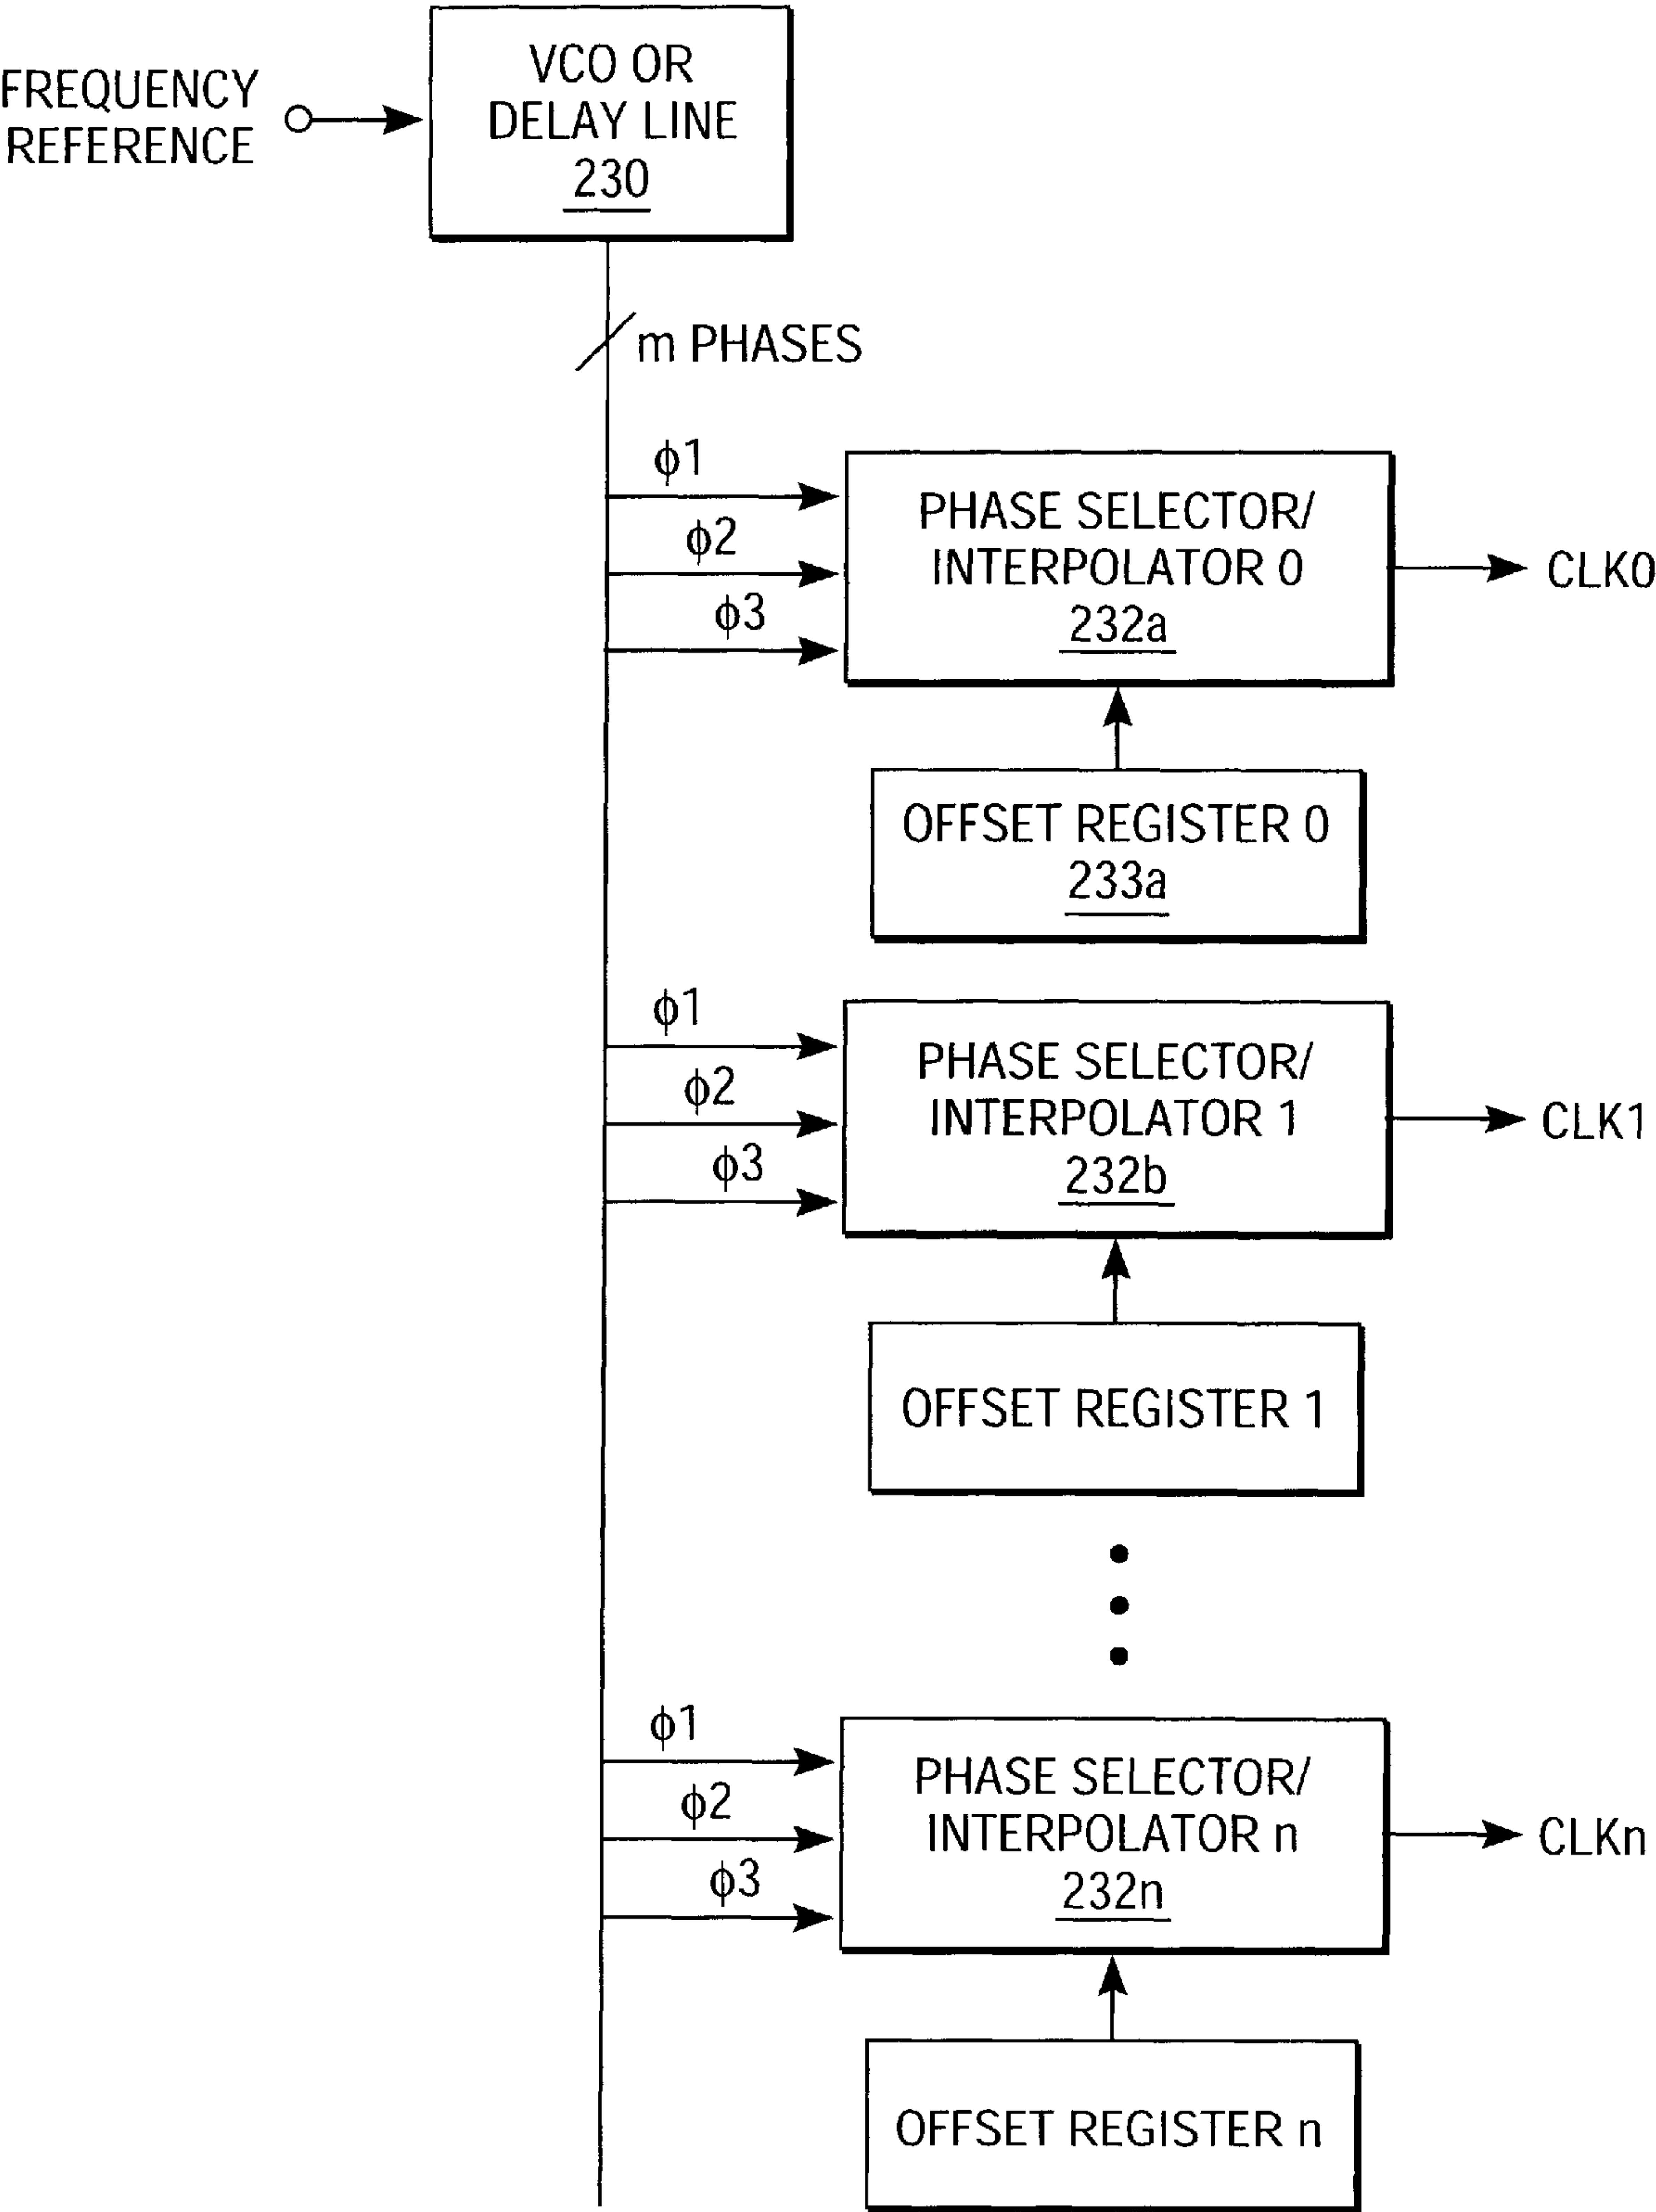 FREQUENCY
REFERENCE
VCO OR
DELAY LINE
230
m PHASES
ϕ1
ϕ2
ϕ3
PHASE SELECTOR/
INTERPOLATOR 0
232a
CLK0
OFFSET REGISTER 0
233a
ϕ1
ϕ2
ϕ3
PHASE SELECTOR/
INTERPOLATOR 1
232b
CLK1
OFFSET REGISTER 1
ϕ1
ϕ2
ϕ3
PHASE SELECTOR/
INTERPOLATOR n
232n
CLKn
OFFSET REGISTER n